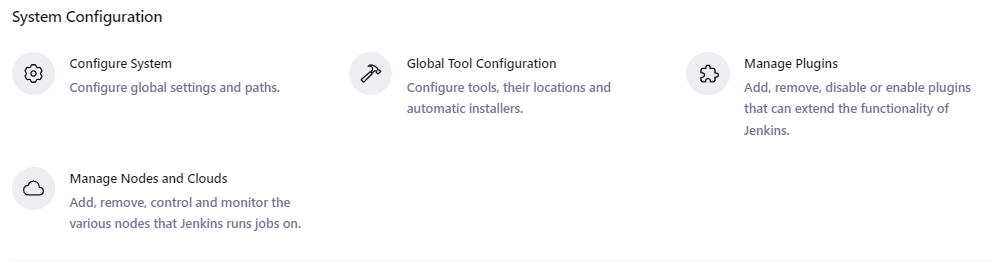 System Configuration
Configure System
Configure global settings and paths.
Global Tool Configuration
Configure tools, their locations and
automatic installers.
Manage Plugins
Add, remove, disable or enable plugins
that can extend the functionality of
Jenkins.
Manage Nodes and Clouds
Add, remove, control and monitor the
various nodes that Jenkins runs jobs on.